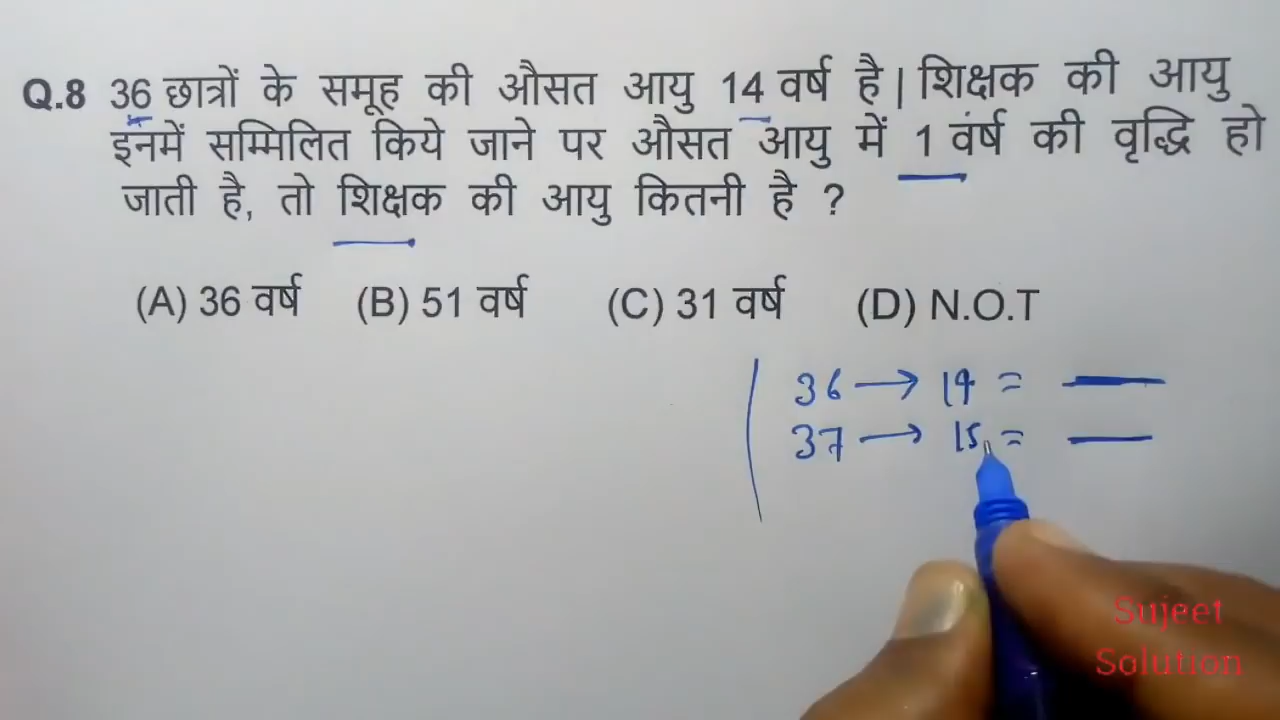 Q.8 36 छात्रों के समूह की औसत आयु 14 वर्ष है | शिक्षक की आयु
इनमें सम्मिलित किये जाने पर औसत आयु में 1 वर्ष की वृद्धि हो
जाती है, तो शिक्षक की आयु कितनी है ?
(A) 36 वर्ष (B) 51 वर्ष (C) 31 वर्ष (D) N.O.T
36 → 14 =
37 → 15 =
Sujeet
Solution